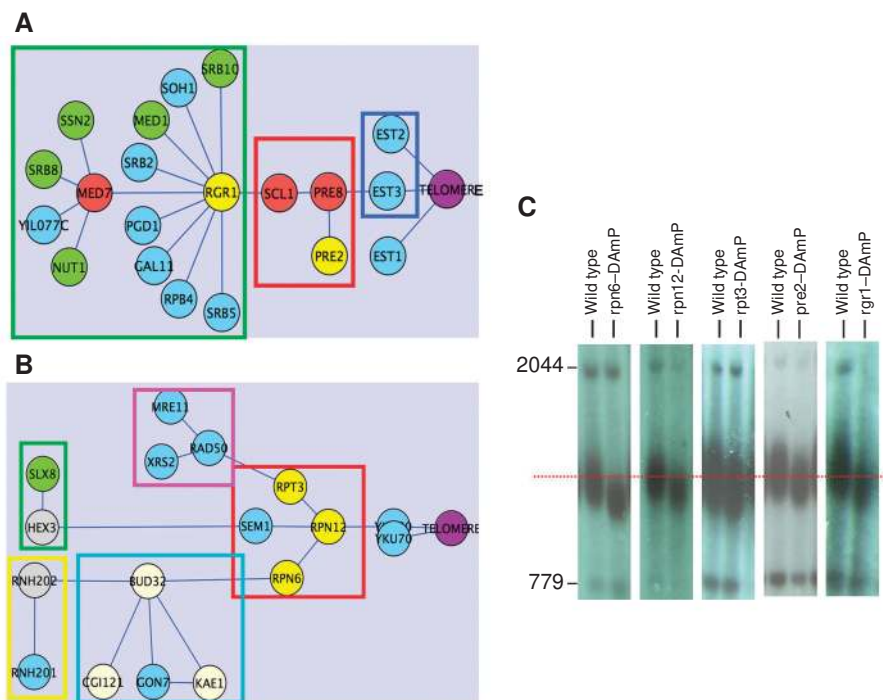 A
SRB10
SOH1
SSN2
MED1
SRB2
SRB8
MED7
RGR1
SCL1
PRE8
EST2
EST3
TELOMERE
YIL077C
PGD1
GAL11
PRE2
EST1
NUT1
RPB4
SRB5
B
MRE11
XRS2
RAD50
SLX8
RPT3
HEX3
SEM1
RPN12
YKU70
TELOMERE
RNH202
BUD32
RPN6
RNH201
CGI121
GON7
KAE1
C
Wild type
rpn6–DAmP
Wild type
rpn12-DAmP
Wild type
rpt3-DAmP
Wild type
pre2–DAmP
Wild type
rgr1–DAmP
2044
779